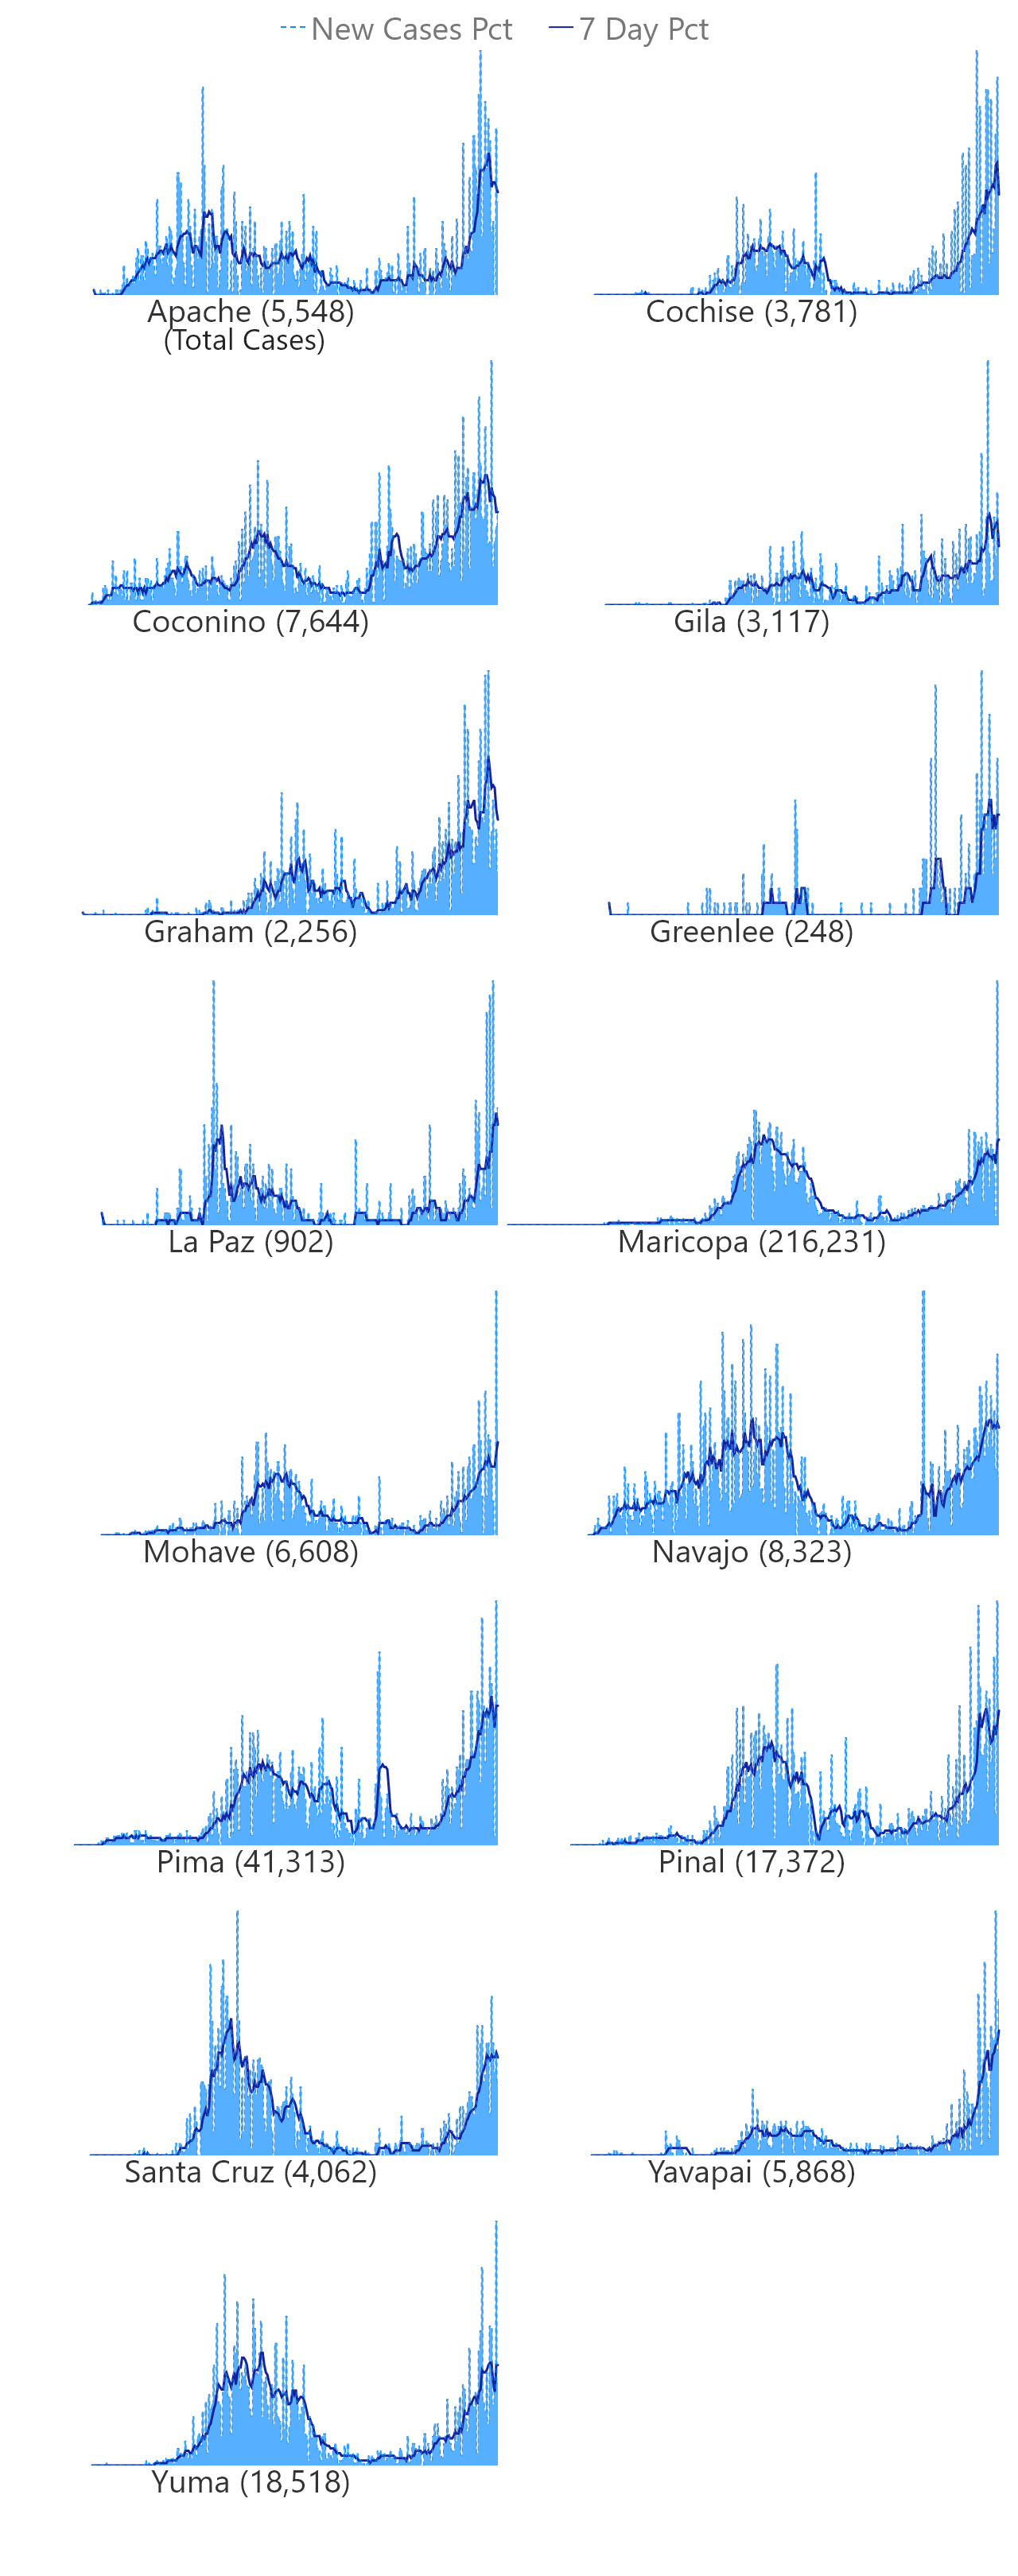 New Cases Pct 7 Day Pct
Apache (5,548) Cochise (3,781)
(Total Cases)
Coconino (7,644) Gila (3,117)
Graham (2,256) Greenlee (248)
La Paz (902) Maricopa (216,231)
Mohave (6,608) Navajo (8,323)
Pima (41,313) Pinal (17,372)
Santa Cruz (4,062) Yavapai (5,868)
Yuma (18,518)